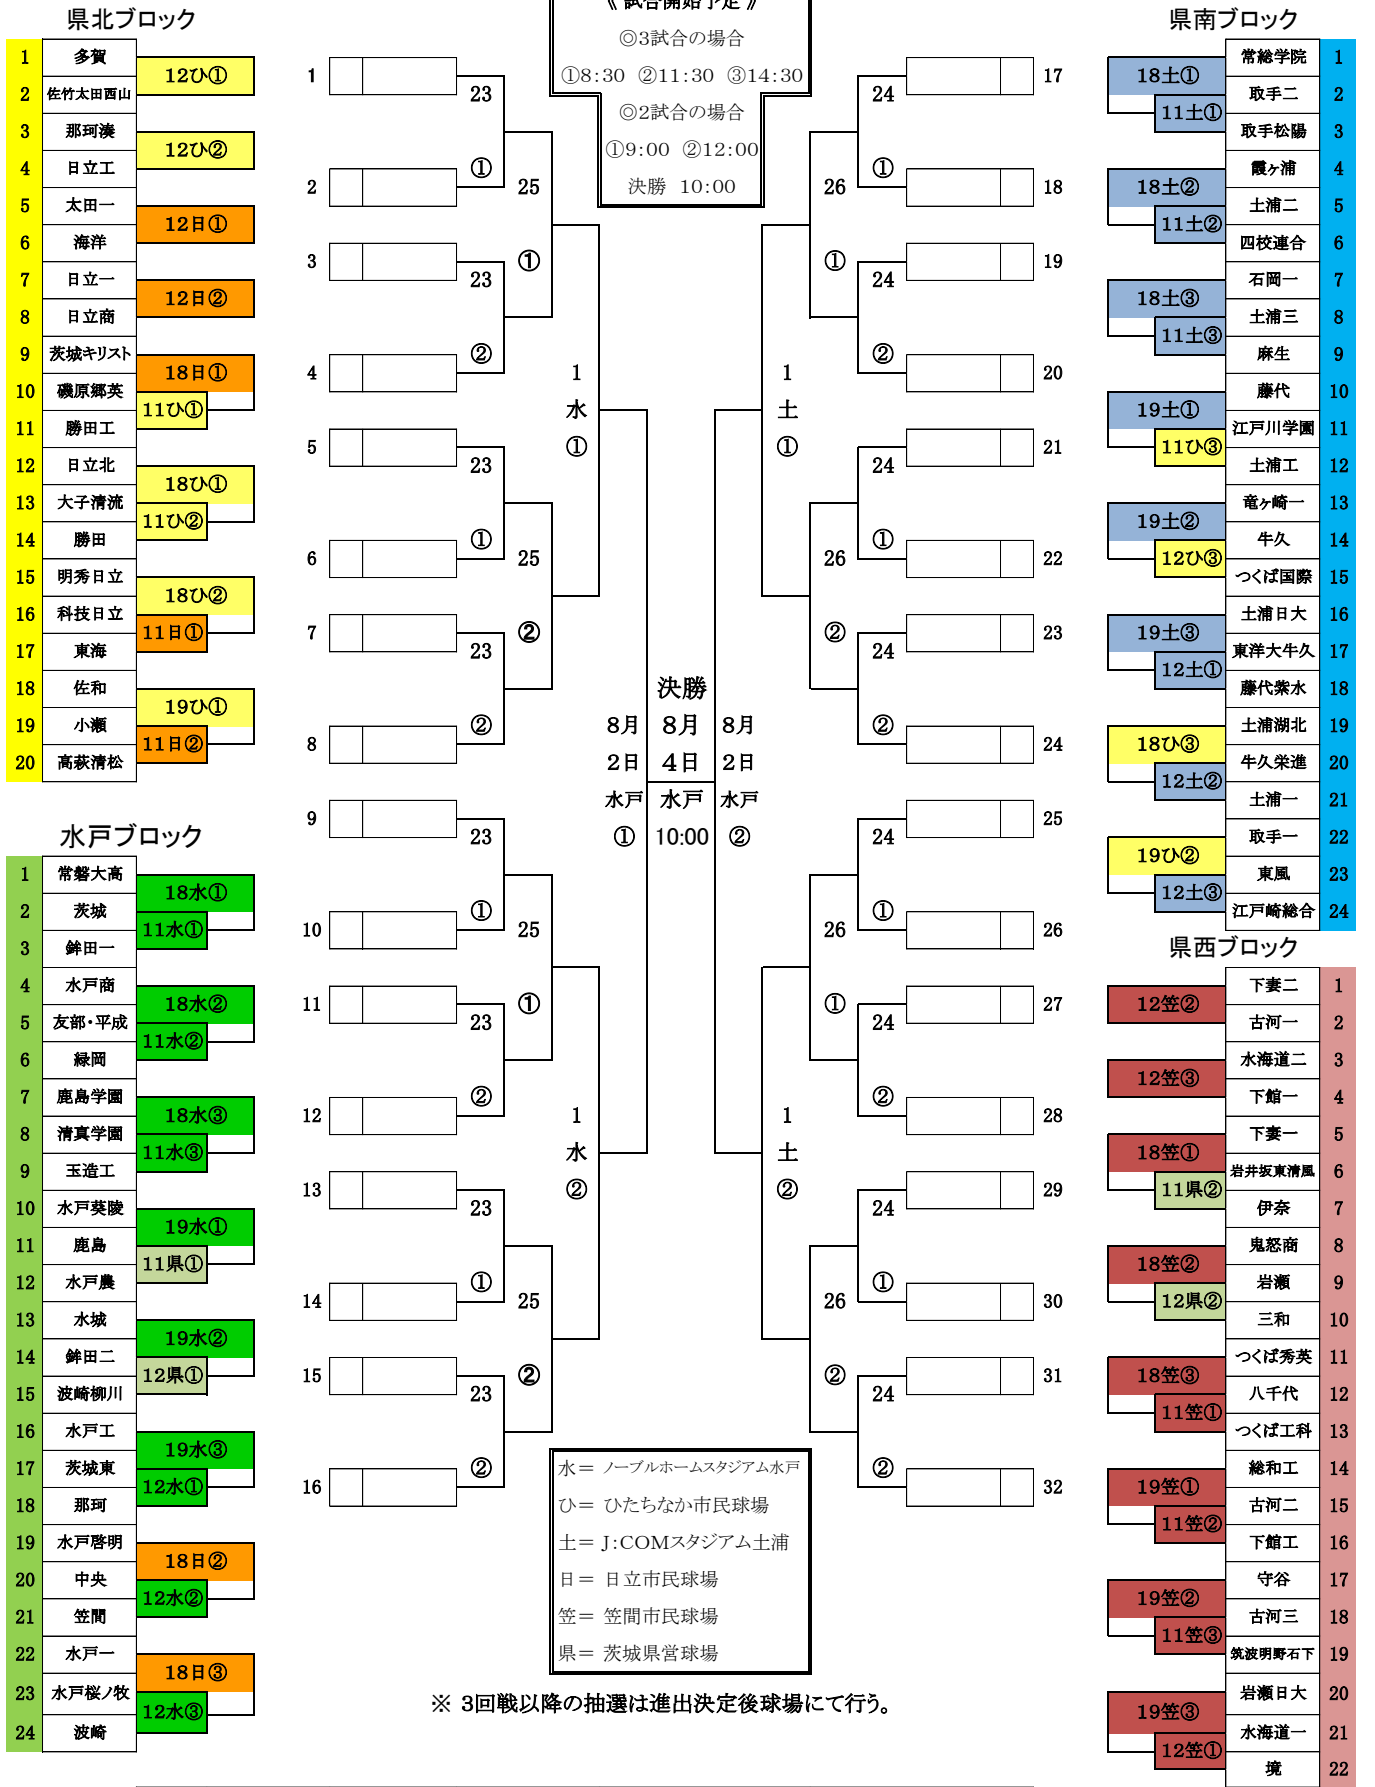 県北ブロック
1 多賀
2 佐竹太田西山
3 那珂湊
4 日立工
5 太田一
6 海洋
7 日立一
8 日立商
9 茨城キリスト
10 磯原郷英
11 勝田工
12 日立北
13 大子清流
14 勝田
15 明秀日立
16 科技日立
17 東海
18 佐和
19 小瀬
20 高萩清松
12ひ①
12ひ②
12日①
12日②
18日①
11ひ①
18ひ①
11ひ②
18ひ②
11日①
19ひ①
11日②
水戸ブロック
1 常磐大高
2 茨城
3 鉾田一
4 水戸商
5 友部・平成
6 緑岡
7 鹿島学園
8 清真学園
9 玉造工
10 水戸葵陵
11 鹿島
12 水戸農
13 水城
14 鉾田二
15 波崎柳川
16 水戸工
17 茨城東
18 那珂
19 水戸啓明
20 中央
21 笠間
22 水戸一
23 水戸桜ノ牧
24 波崎
18水①
11水①
18水②
11水②
18水③
11水③
19水①
11県①
19水②
12県①
19水③
12水①
18日②
12水②
18日③
12水③
《 試合開始予定 》
◎3試合の場合
①8:30 ②11:30 ③14:30
◎2試合の場合
①9:00 ②12:00
決勝 10:00
1
2
3
4
5
6
7
8
9
10
11
12
13
14
15
16
23
①
23
②
23
①
23
②
23
①
23
②
23
①
23
②
25
①
25
②
25
①
25
②
1
水
①
1
水
②
8月
2日
水戸
①
決勝
8月
4日
水戸
10:00
8月
2日
水戸
②
1
土
①
1
土
②
26
①
26
②
26
①
26
②
24
①
24
②
24
①
24
②
24
①
24
②
24
①
24
②
17
18
19
20
21
22
23
24
25
26
27
28
29
30
31
32
水＝ ノーブルホームスタジアム水戸
ひ＝ ひたちなか市民球場
土＝ J:COMスタジアム土浦
日＝ 日立市民球場
笠＝ 笠間市民球場
県＝ 茨城県営球場
※ 3回戦以降の抽選は進出決定後球場にて行う。
県南ブロック
常総学院 1
取手二 2
取手松陽 3
霞ヶ浦 4
土浦二 5
四校連合 6
石岡一 7
土浦三 8
麻生 9
藤代 10
江戸川学園 11
土浦工 12
竜ヶ崎一 13
牛久 14
つくば国際 15
土浦日大 16
東洋大牛久 17
藤代紫水 18
土浦湖北 19
牛久栄進 20
土浦一 21
取手一 22
東風 23
江戸崎総合 24
18土①
11土①
18土②
11土②
18土③
11土③
19土①
11ひ③
19土②
12ひ③
19土③
12土①
18ひ③
12土②
19ひ②
12土③
県西ブロック
下妻二 1
古河一 2
水海道二 3
下館一 4
下妻一 5
岩井坂東清風 6
伊奈 7
鬼怒商 8
岩瀬 9
三和 10
つくば秀英 11
八千代 12
つくば工科 13
総和工 14
古河二 15
下館工 16
守谷 17
古河三 18
筑波明野石下 19
岩瀬日大 20
水海道一 21
境 22
12笠②
12笠③
18笠①
11県②
18笠②
12県②
18笠③
11笠①
19笠①
11笠②
19笠②
11笠③
19笠③
12笠①